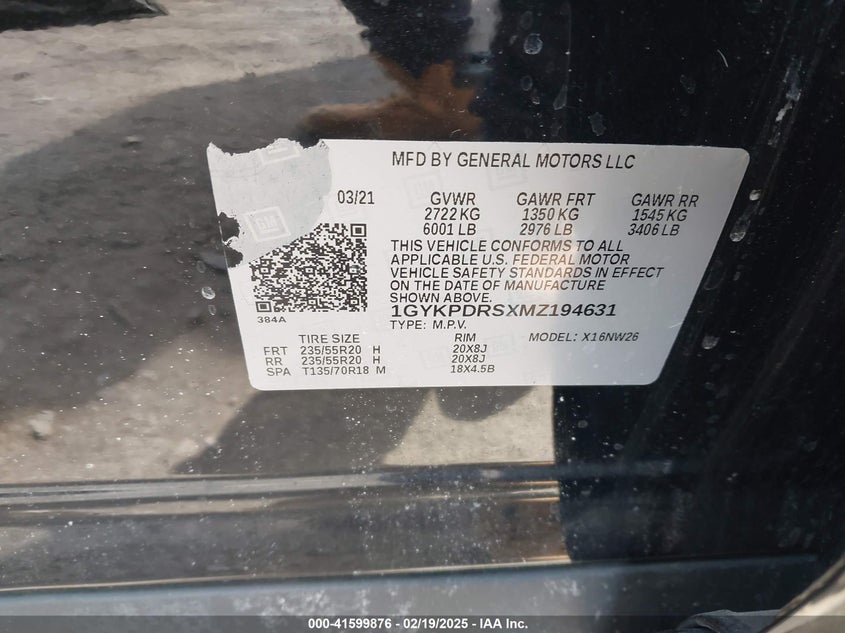 MFD BY GENERAL MOTORS LLC
03/21 GVWR GAWR FRT GAWR RR
2722 KG 1350 KG 1545 KG
6001 LB 2976 LB 3406 LB
THIS VEHICLE CONFORMS TO ALL
APPLICABLE U.S. FEDERAL MOTOR
VEHICLE SAFETY STANDARDS IN EFFECT
ON THE DATE OF MANUFACTURE
SHOWN ABOVE.
1GYKPDRSXMZ194631
384A
TYPE: M.P.V.
MODEL: X16NW26
TIRE SIZE RIM
FRT 235/55R20 H 20X8J
RR 235/55R20 H 20X8J
SPA T135/70R18 M 18X4.5B
GM
000-41599876 - 02/19/2025 - IAA Inc.